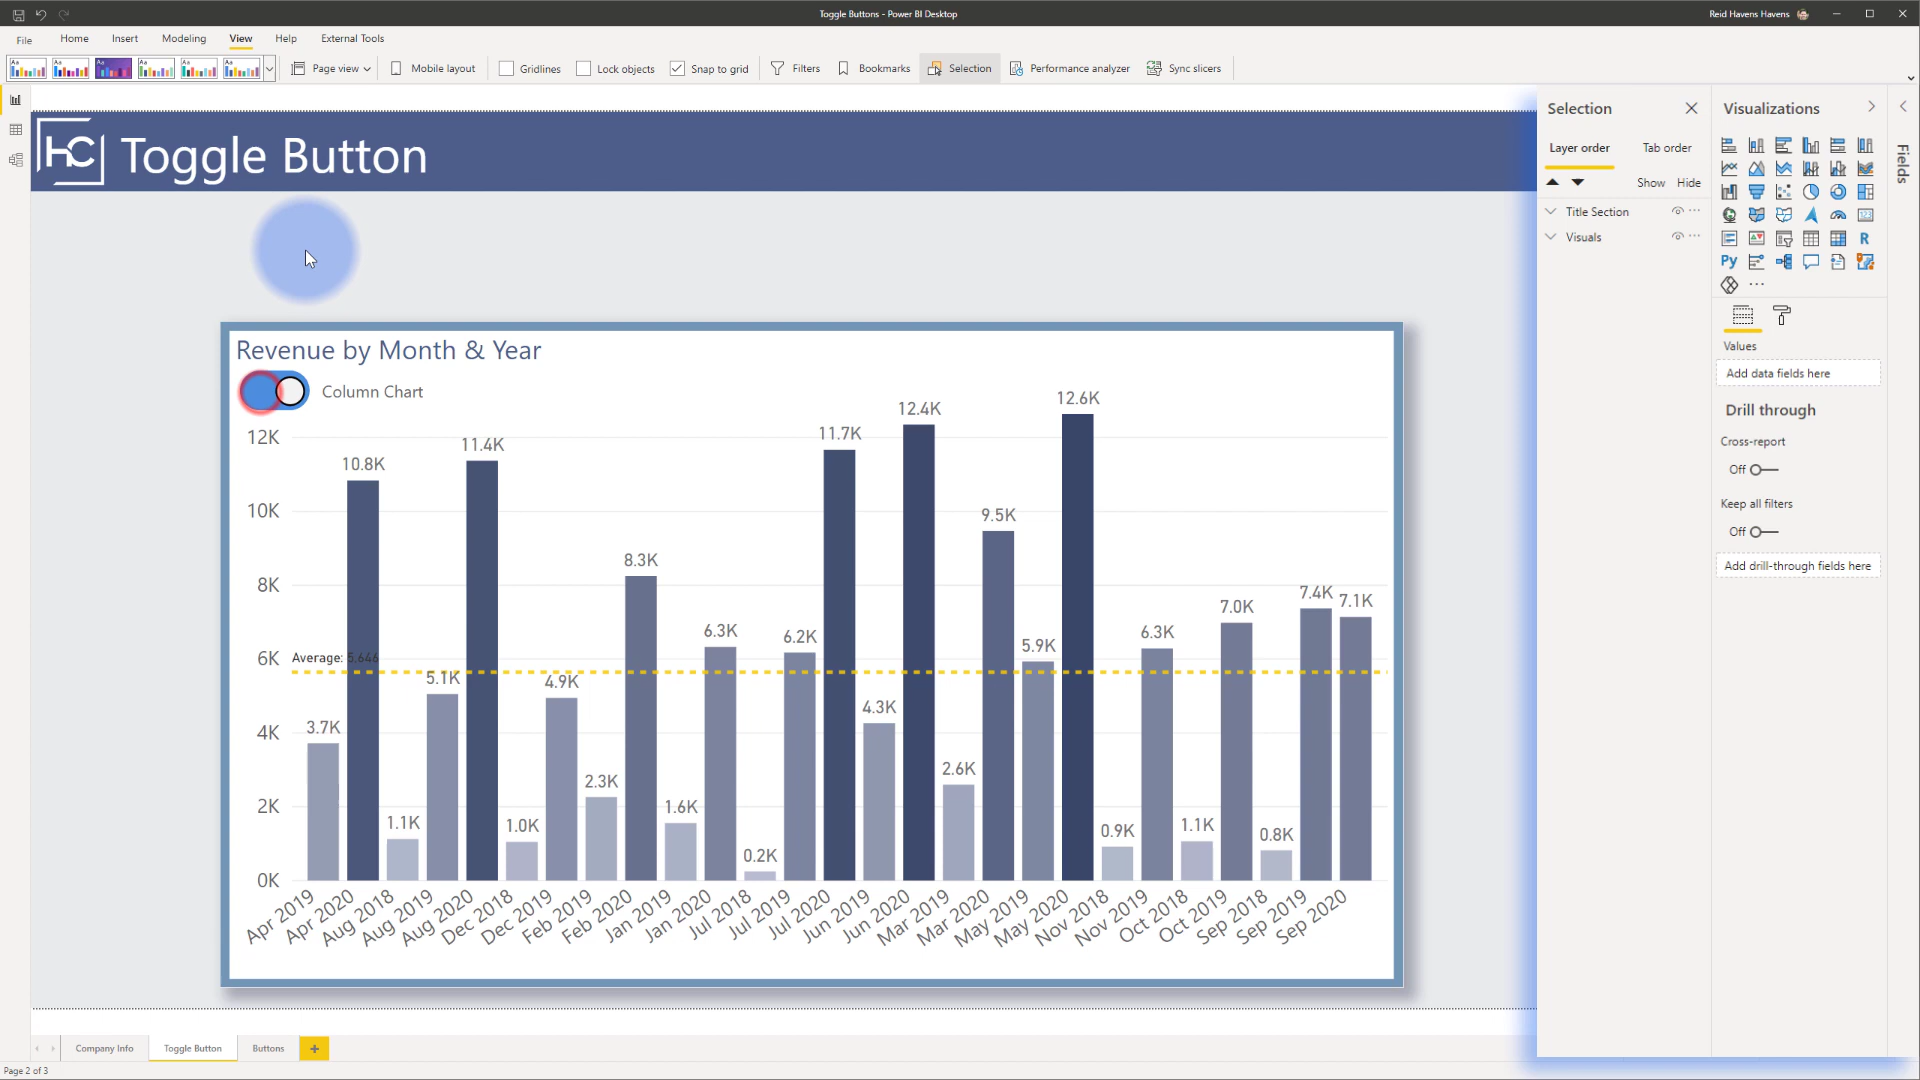 Toggle Buttons - Power BI Desktop
Reid Havens Havens
File
Home
Insert
Modeling
View
Help
External Tools
Aa
Aa
Aa
Aa
Aa
Aa
Page view
Mobile layout
Gridlines
Lock objects
Snap to grid
Filters
Bookmarks
Selection
Performance analyzer
Sync slicers
HC
Toggle Button
Revenue by Month & Year
Column Chart
12K
10K
8K
6K
4K
2K
0K
Average: 5,646
3.7K
10.8K
1.1K
5.1K
11.4K
1.0K
4.9K
2.3K
8.3K
1.6K
6.3K
0.2K
6.2K
11.7K
4.3K
12.4K
2.6K
9.5K
5.9K
12.6K
0.9K
6.3K
1.1K
7.0K
0.8K
7.4K
7.1K
Apr 2019
Apr 2020
Aug 2018
Aug 2019
Aug 2020
Dec 2018
Dec 2019
Feb 2019
Feb 2020
Jan 2019
Jan 2020
Jul 2018
Jul 2019
Jul 2020
Jun 2019
Jun 2020
Mar 2019
Mar 2020
May 2019
May 2020
Nov 2018
Nov 2019
Oct 2018
Oct 2019
Sep 2018
Sep 2019
Sep 2020
Selection
Layer order
Tab order
Show
Hide
Title Section
Visuals
Visualizations
R
Py
Values
Add data fields here
Drill through
Cross-report
Off
Keep all filters
Off
Add drill-through fields here
Fields
Company Info
Toggle Button
Buttons
+
Page 2 of 3